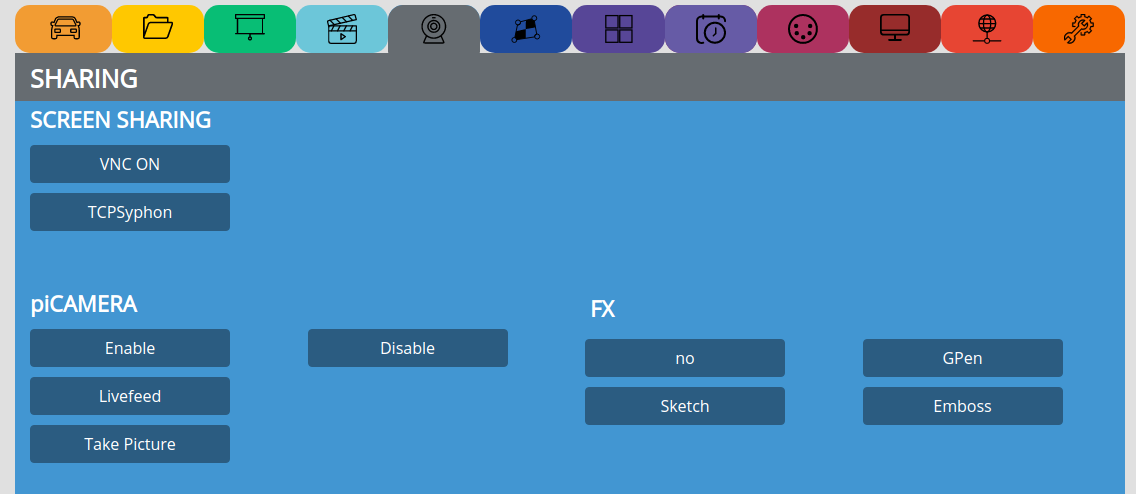 SHARING
SCREEN SHARING
VNC ON
TCPSyphon
piCAMERA
Enable
Disable
Livefeed
Take Picture
FX
no
GPen
Sketch
Emboss